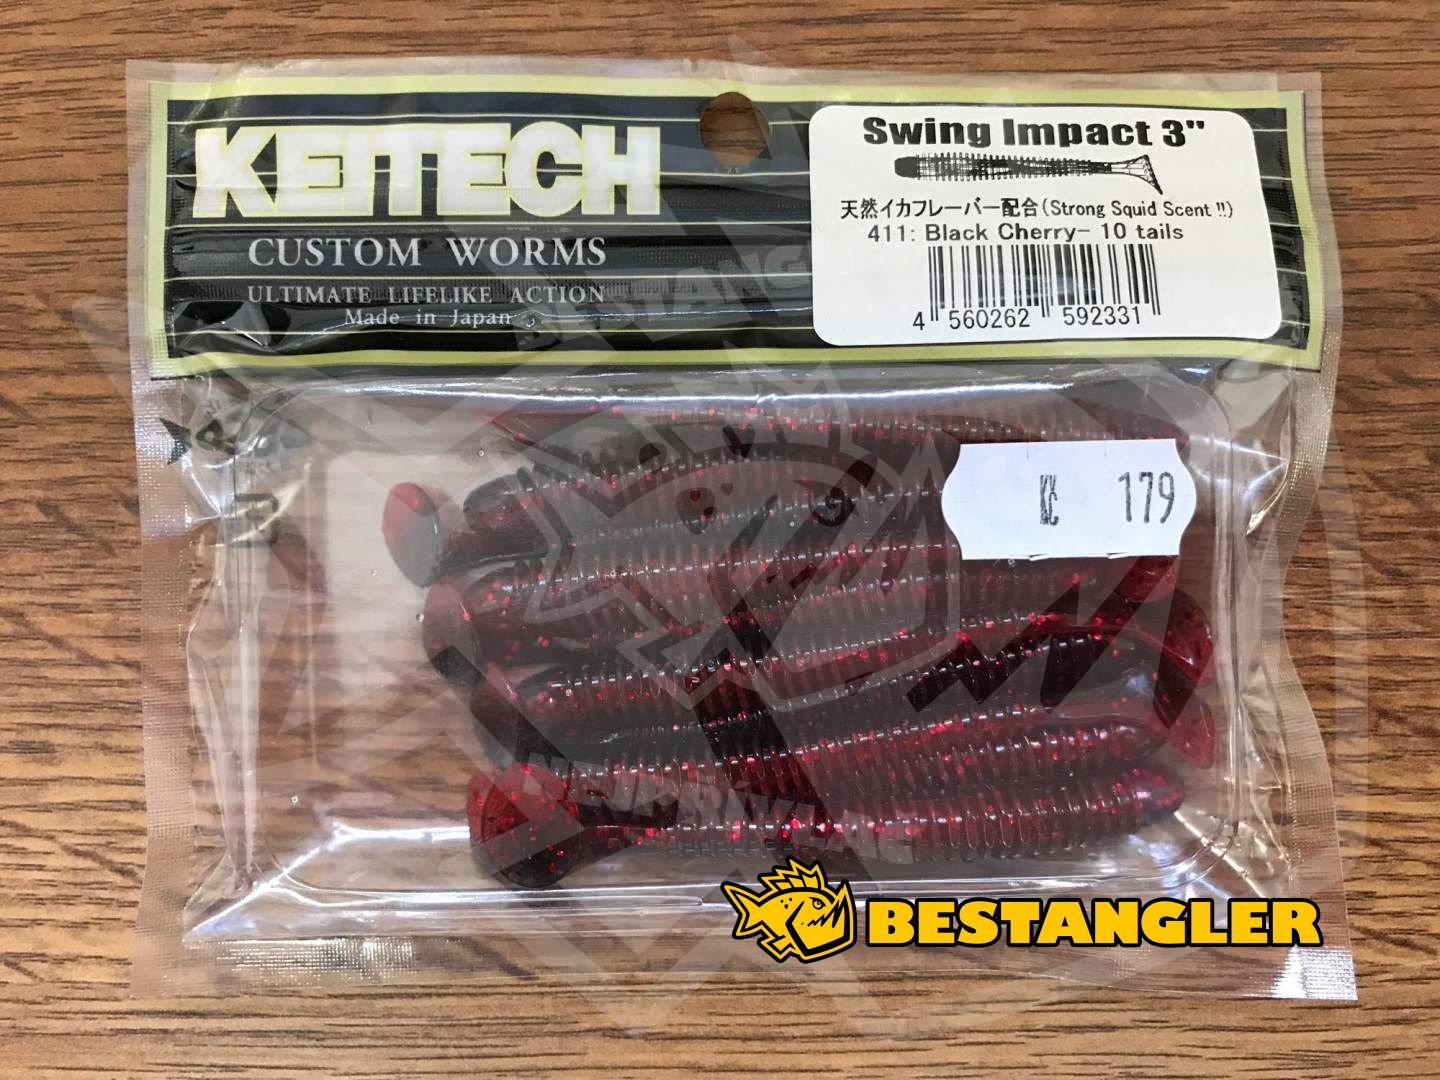 KEITECH
CUSTOM WORMS
ULTIMATE LIFELIKE ACTION
Made in Japan
Swing Impact 3"
天然イカフレーバー配合(Strong Squid Scent !!)
411: Black Cherry- 10 tails
4 560262 592331
Kč 179
BESTANGLER